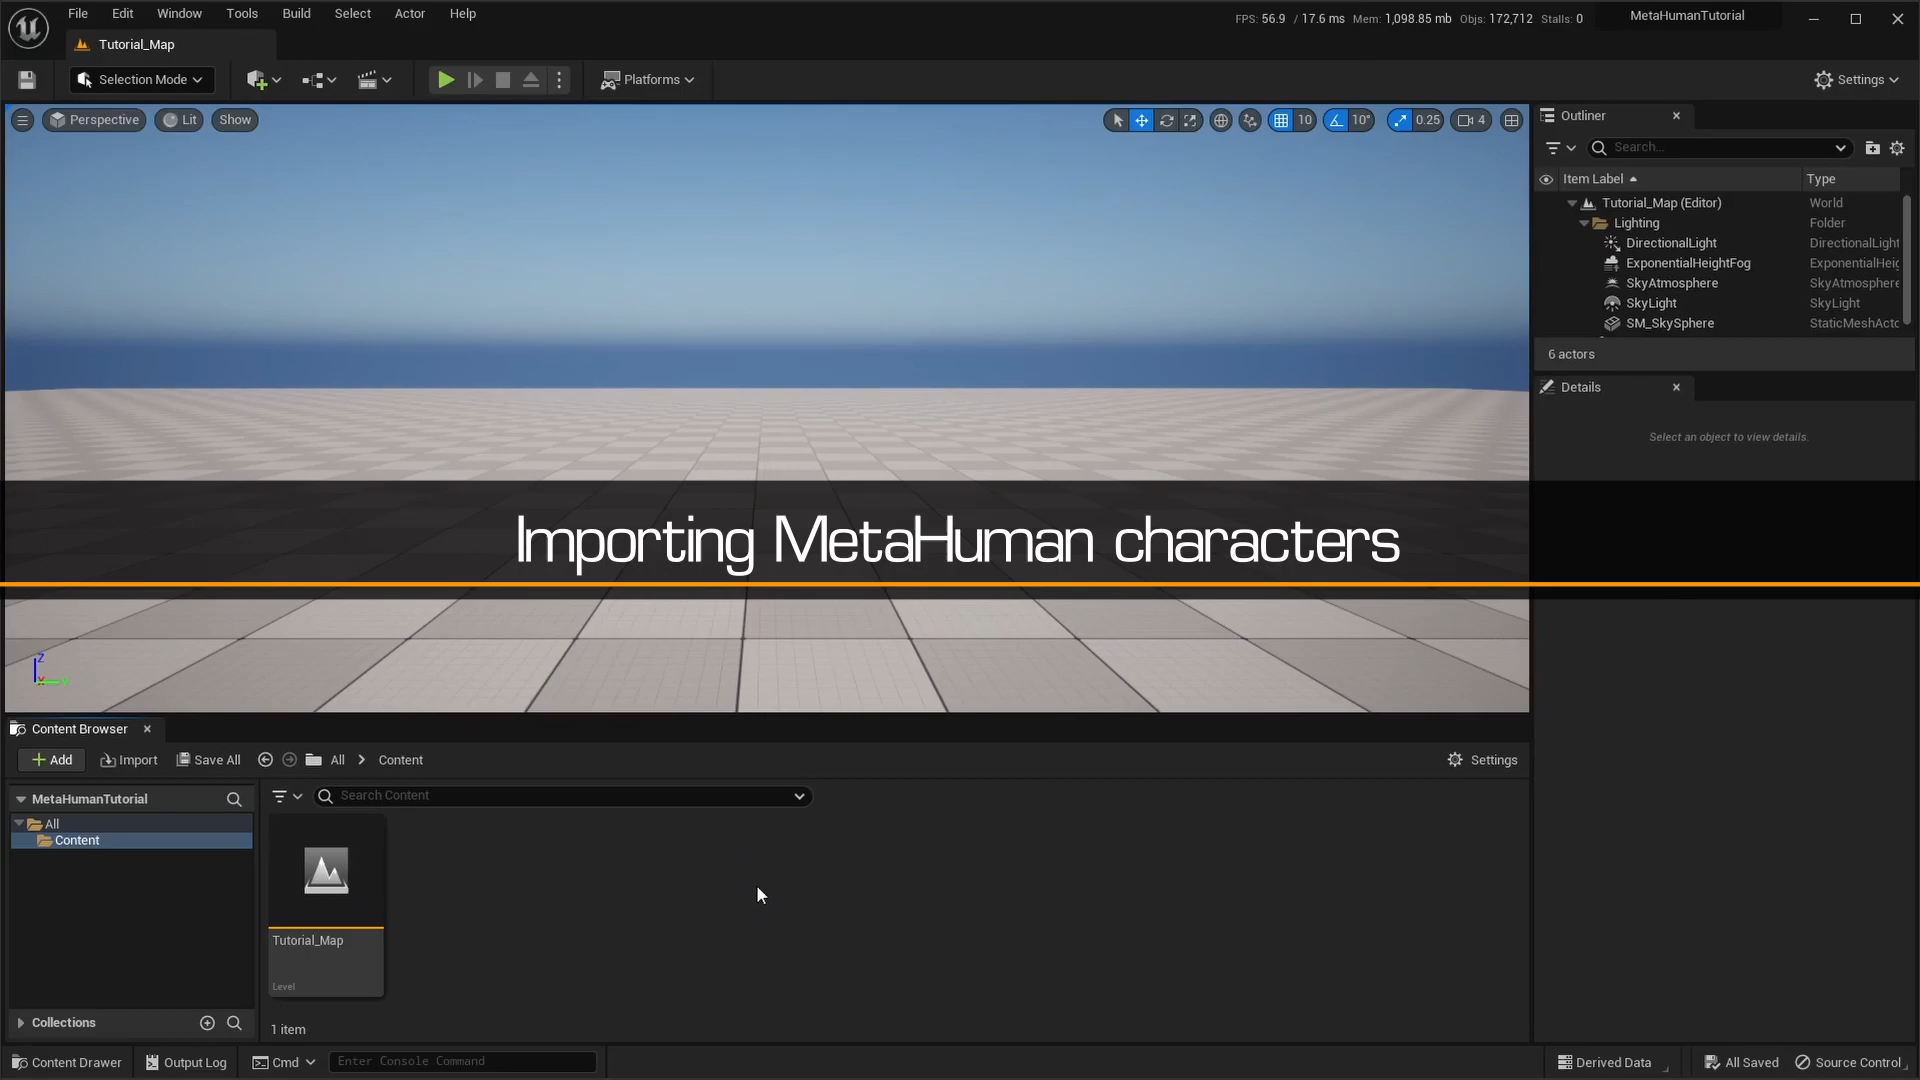 File Edit Window Tools Build Select Actor Help
FPS: 56.9 / 17.6 ms Mem: 1,098.85 mb Objs: 172,712 Stalls: 0
MetaHumanTutorial
Tutorial_Map
Selection Mode
Platforms
Settings
Perspective Lit Show
10 10° 0.25 4
Outliner
Search...
Item Label Type
Tutorial_Map (Editor) World
Lighting Folder
DirectionalLight DirectionalLight
ExponentialHeightFog ExponentialHeig
SkyAtmosphere SkyAtmosphere
SkyLight SkyLight
SM_SkySphere StaticMeshActo
6 actors
Details
Select an object to view details.
Importing MetaHuman characters
Z
X Y
Content Browser
Add Import Save All All Content Settings
MetaHumanTutorial
Search Content
All
Content
Tutorial_Map
Level
Collections
1 item
Content Drawer Output Log Cmd Enter Console Command
Derived Data All Saved Source Control